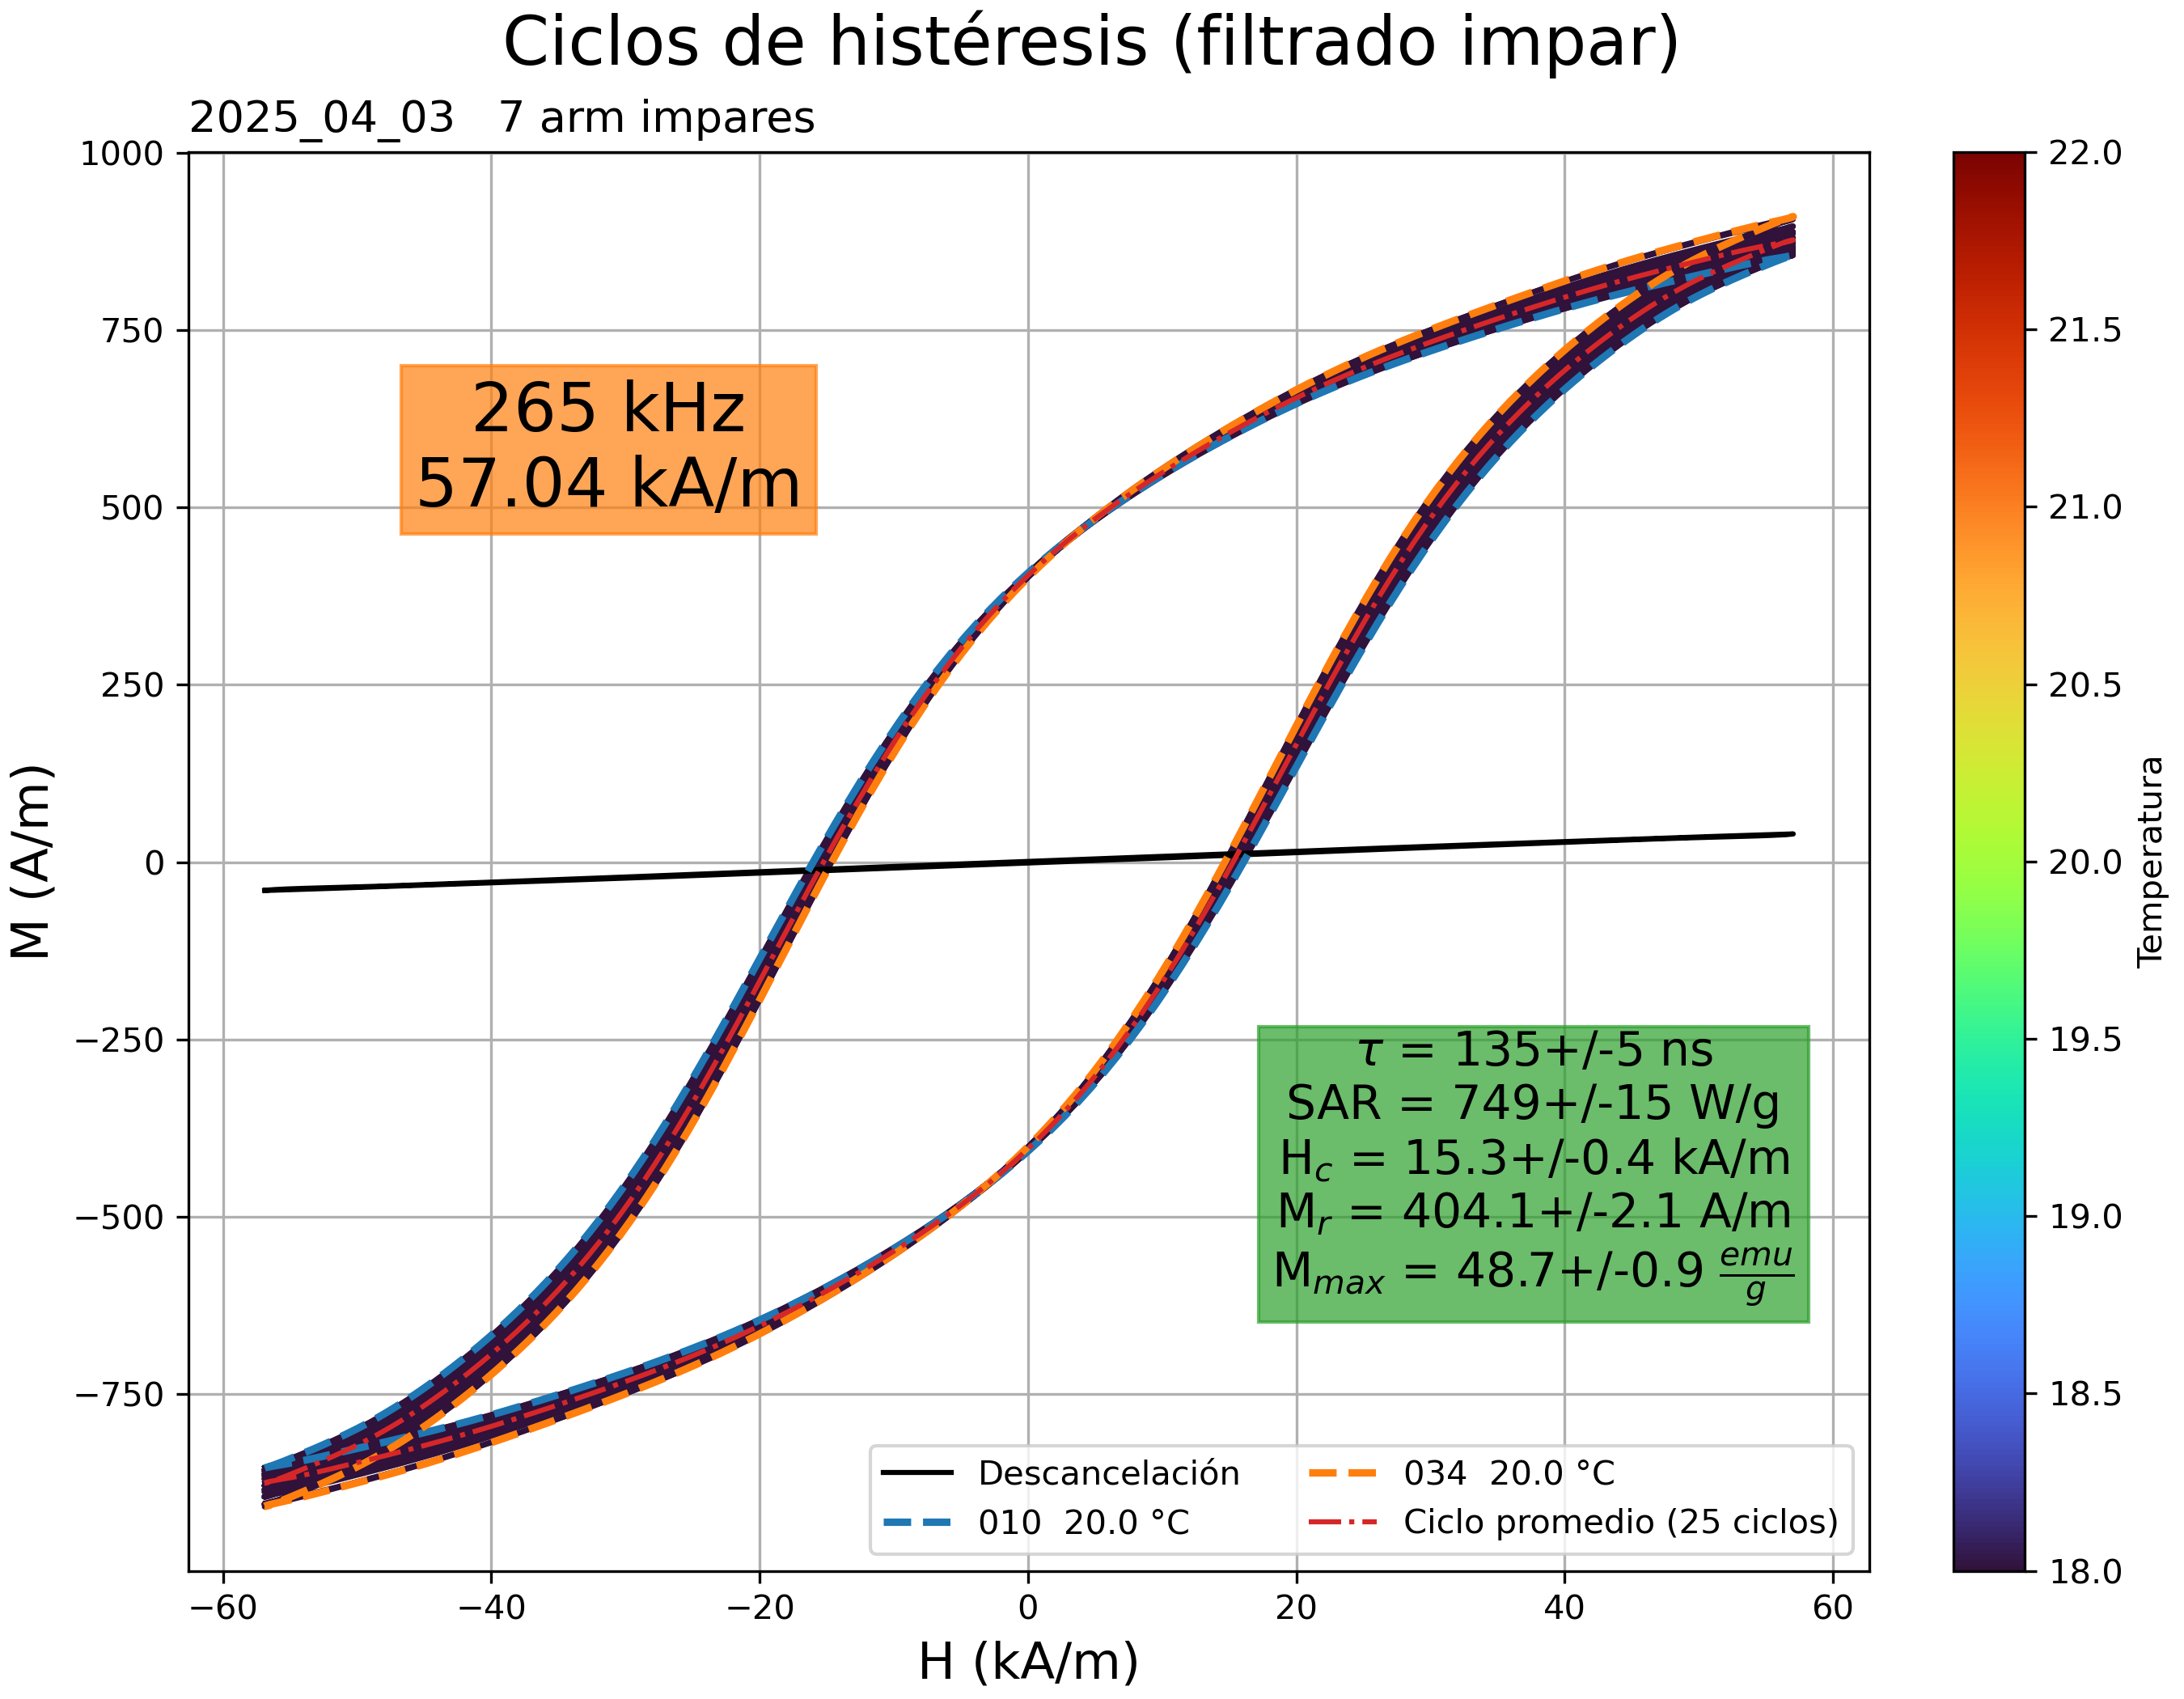 Ciclos de histéresis (filtrado impar)
2025_04_03   7 arm impares
1000
750
500
250
0
−250
−500
−750
M (A/m)
265 kHz
57.04 kA/m
τ = 135+/-5 ns
SAR = 749+/-15 W/g
H_c = 15.3+/-0.4 kA/m
M_r = 404.1+/-2.1 A/m
M_max = 48.7+/-0.9 emu/g
Descancelación
010  20.0 °C
034  20.0 °C
Ciclo promedio (25 ciclos)
−60 −40 −20 0 20 40 60
H (kA/m)
22.0
21.5
21.0
20.5
20.0
19.5
19.0
18.5
18.0
Temperatura